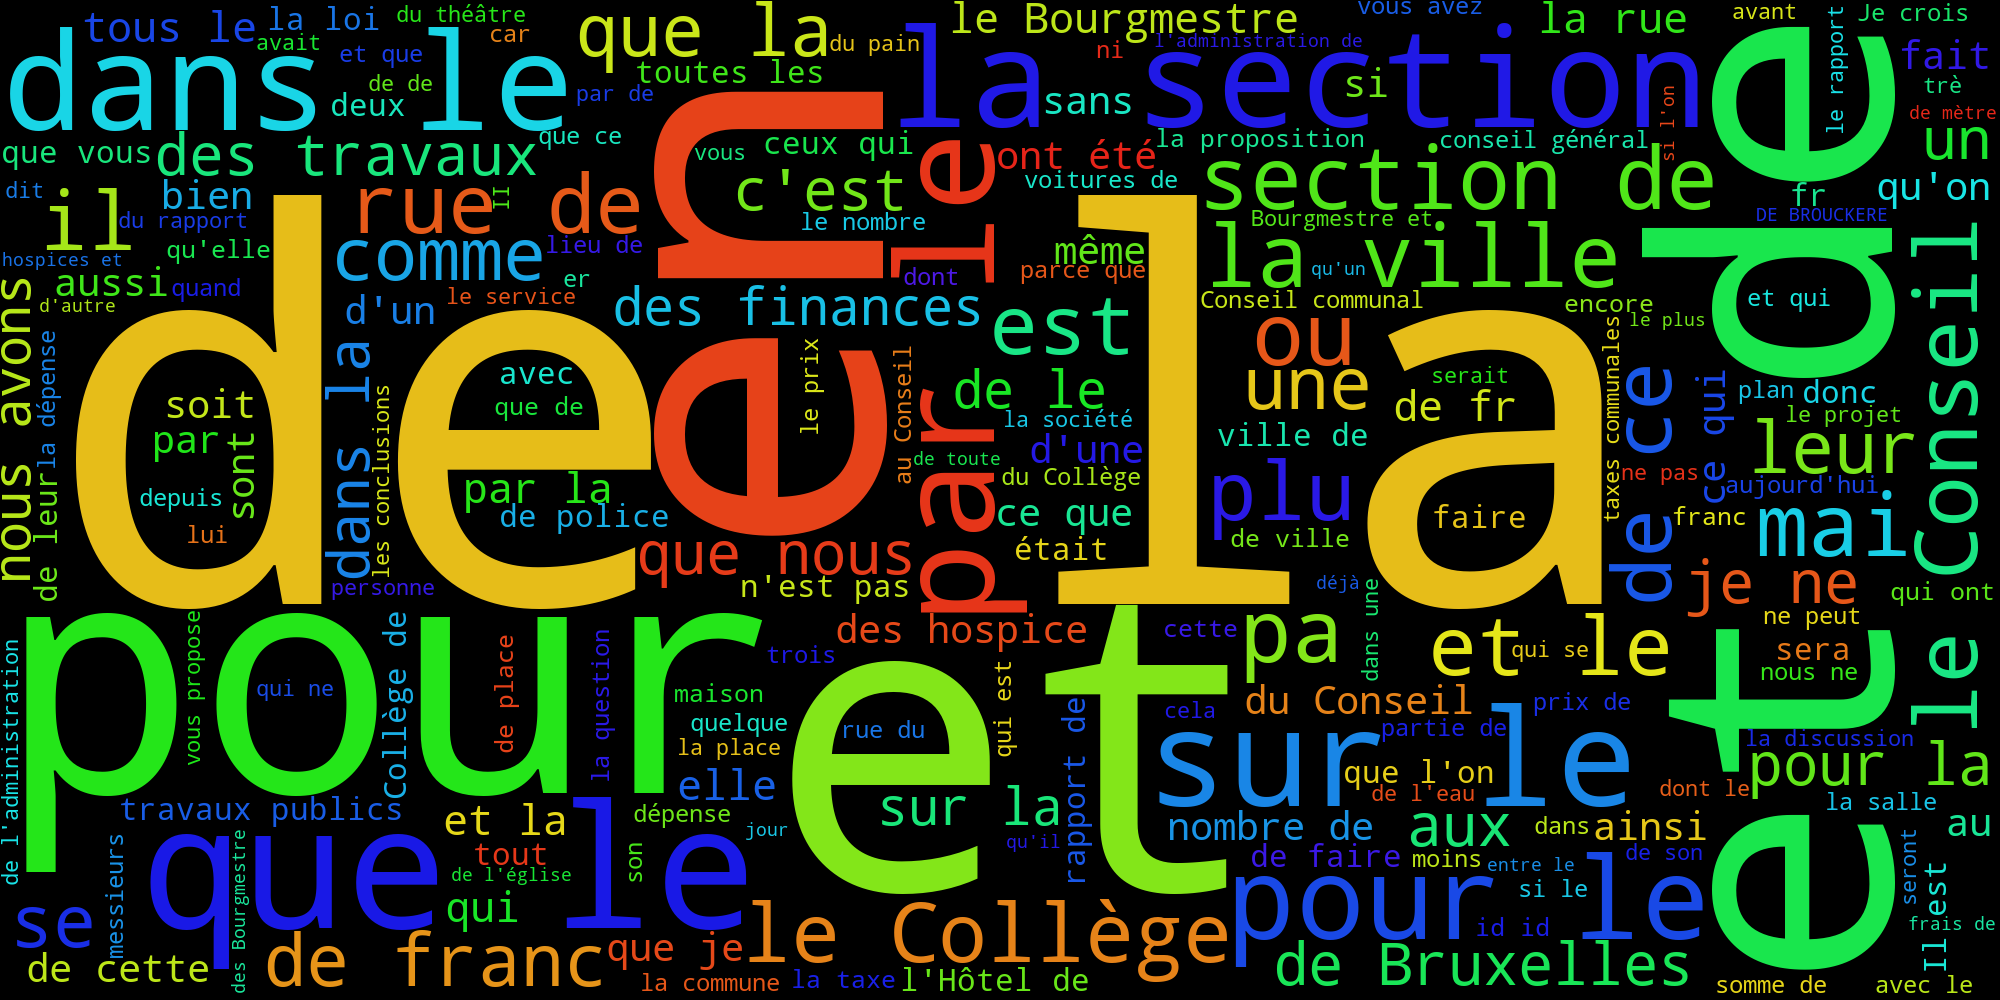 tous le
la loi
du théâtre
avait
et que
car
que la
du pain
le Bourgmestre
vous avez
la rue
avant
Je crois
dans le
de de
deux
par de
toutes les
la section
l'administration de
ni
si
sans
si l'on
le rapport
fait
trè
de mètre
un
que vous
des travaux
que ce
vous
ceux qui
ont été
la proposition
conseil général
dit
il
bien
du rapport
rue de
II
c'est
le nombre
voitures de
section de
fr
qu'on
DE BROUCKERE
Bourgmestre et
qu'elle
comme
lieu de
er
en
par le
dont
même
parce que
la ville
qu'un
de et
hospices et
aussi
quand
d'autre
d'un
le service
des finances
est
Conseil communal
encore
le plus
et qui
le Conseil
nous avons
la dépense
de leur
de la
soit
par
sont
depuis
lui
dans la
les conclusions
avec
que de
par la
de police
le prix
au Conseil
de le
la société
d'une
de toute
du Collège
ce que
était
ou
une
serait
de fr
ville de
plu
de ville
faire
taxes communales
de ce
ce qui
plan
donc
le projet
leur
ne pas
aujourd'hui
franc
mai
je ne
qui ont
personne
que nous
n'est pas
déjà
pour
vous propose
qui ne
Collège de
de place
la question
trois
des hospice
cette
pa
dans une
et le
qui se
ne peut
sera
nous ne
de l'administration
maison
quelque
la place
rue du
qui est
et
rapport de
cela
du Conseil
partie de
prix de
la discussion
sur le
que l'on
de l'eau
dont le
pour la
la salle
travaux publics
elle
dépense
jour
sur la
qu'il
nombre de
aux
dans
ainsi
au
messieurs
des Bourgmestre
que le
et la
tout
de l'église
son
qui
de faire
moins
entre le
de son
seront
Il est
se
de cette
de franc
que je
le Collège
pour le
si le
id id
frais de
la commune
la taxe
l'Hôtel de
de Bruxelles
somme de
avec le